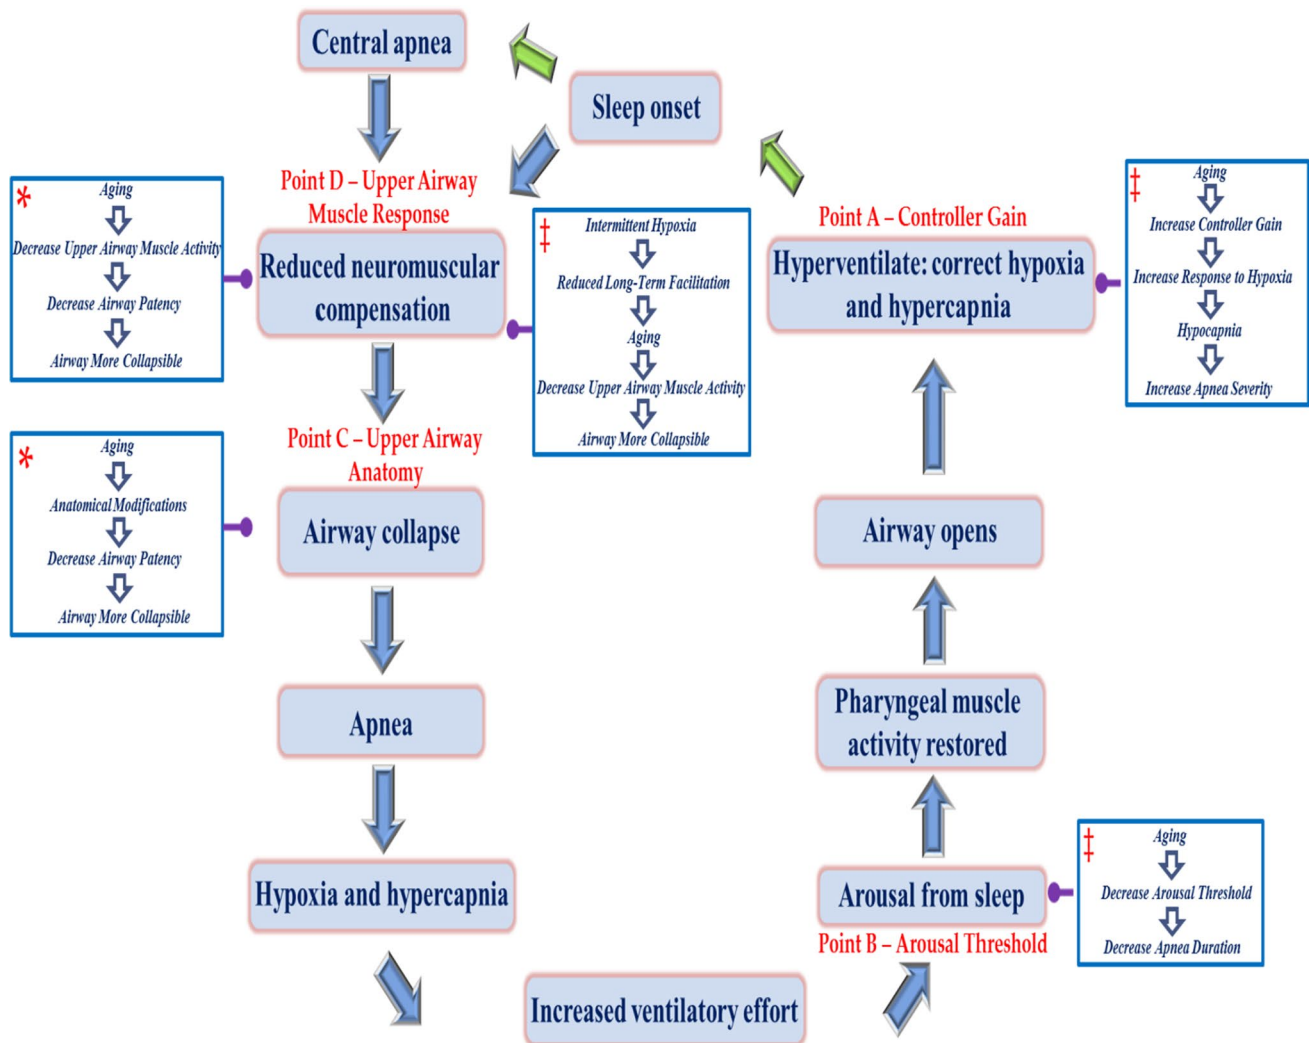 Central apnea
Sleep onset
Point D – Upper Airway
Muscle Response
Reduced neuromuscular
compensation
*
Aging
Decrease Upper Airway Muscle Activity
Decrease Airway Patency
Airway More Collapsible
‡
Intermittent Hypoxia
Reduced Long-Term Facilitation
Aging
Decrease Upper Airway Muscle Activity
Airway More Collapsible
Point A – Controller Gain
Hyperventilate: correct hypoxia
and hypercapnia
‡
Aging
Increase Controller Gain
Increase Response to Hypoxia
Hypocapnia
Increase Apnea Severity
Point C – Upper Airway
Anatomy
Airway collapse
*
Aging
Anatomical Modifications
Decrease Airway Patency
Airway More Collapsible
Airway opens
Apnea
Pharyngeal muscle
activity restored
Hypoxia and hypercapnia
Arousal from sleep
Point B – Arousal Threshold
‡
Aging
Decrease Arousal Threshold
Decrease Apnea Duration
Increased ventilatory effort